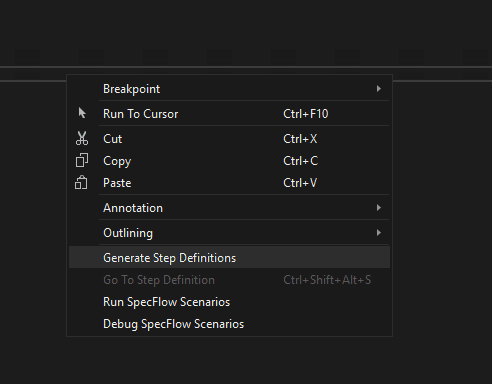 Breakpoint
Run To Cursor Ctrl+F10
Cut Ctrl+X
Copy Ctrl+C
Paste Ctrl+V
Annotation
Outlining
Generate Step Definitions
Go To Step Definition Ctrl+Shift+Alt+S
Run SpecFlow Scenarios
Debug SpecFlow Scenarios